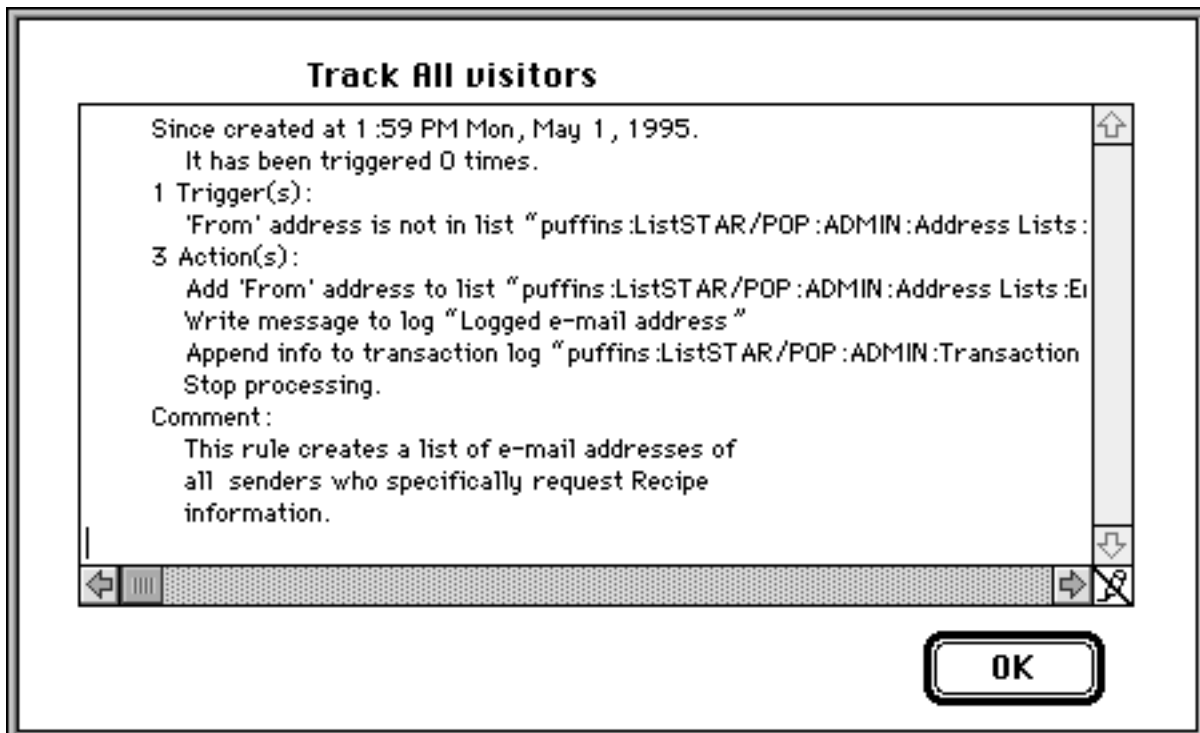 Track All visitors
Since created at 1:59 PM Mon, May 1, 1995.
It has been triggered 0 times.
1 Trigger(s):
'From' address is not in list "puffins:ListSTAR/POP:ADMIN:Address Lists:
3 Action(s):
Add 'From' address to list "puffins:ListSTAR/POP:ADMIN:Address Lists:
Write message to log "Logged e-mail address"
Append info to transaction log "puffins:ListSTAR/POP:ADMIN:Transaction
Stop processing.
Comment:
This rule creates a list of e-mail addresses of
all senders who specifically request Recipe
information.
OK